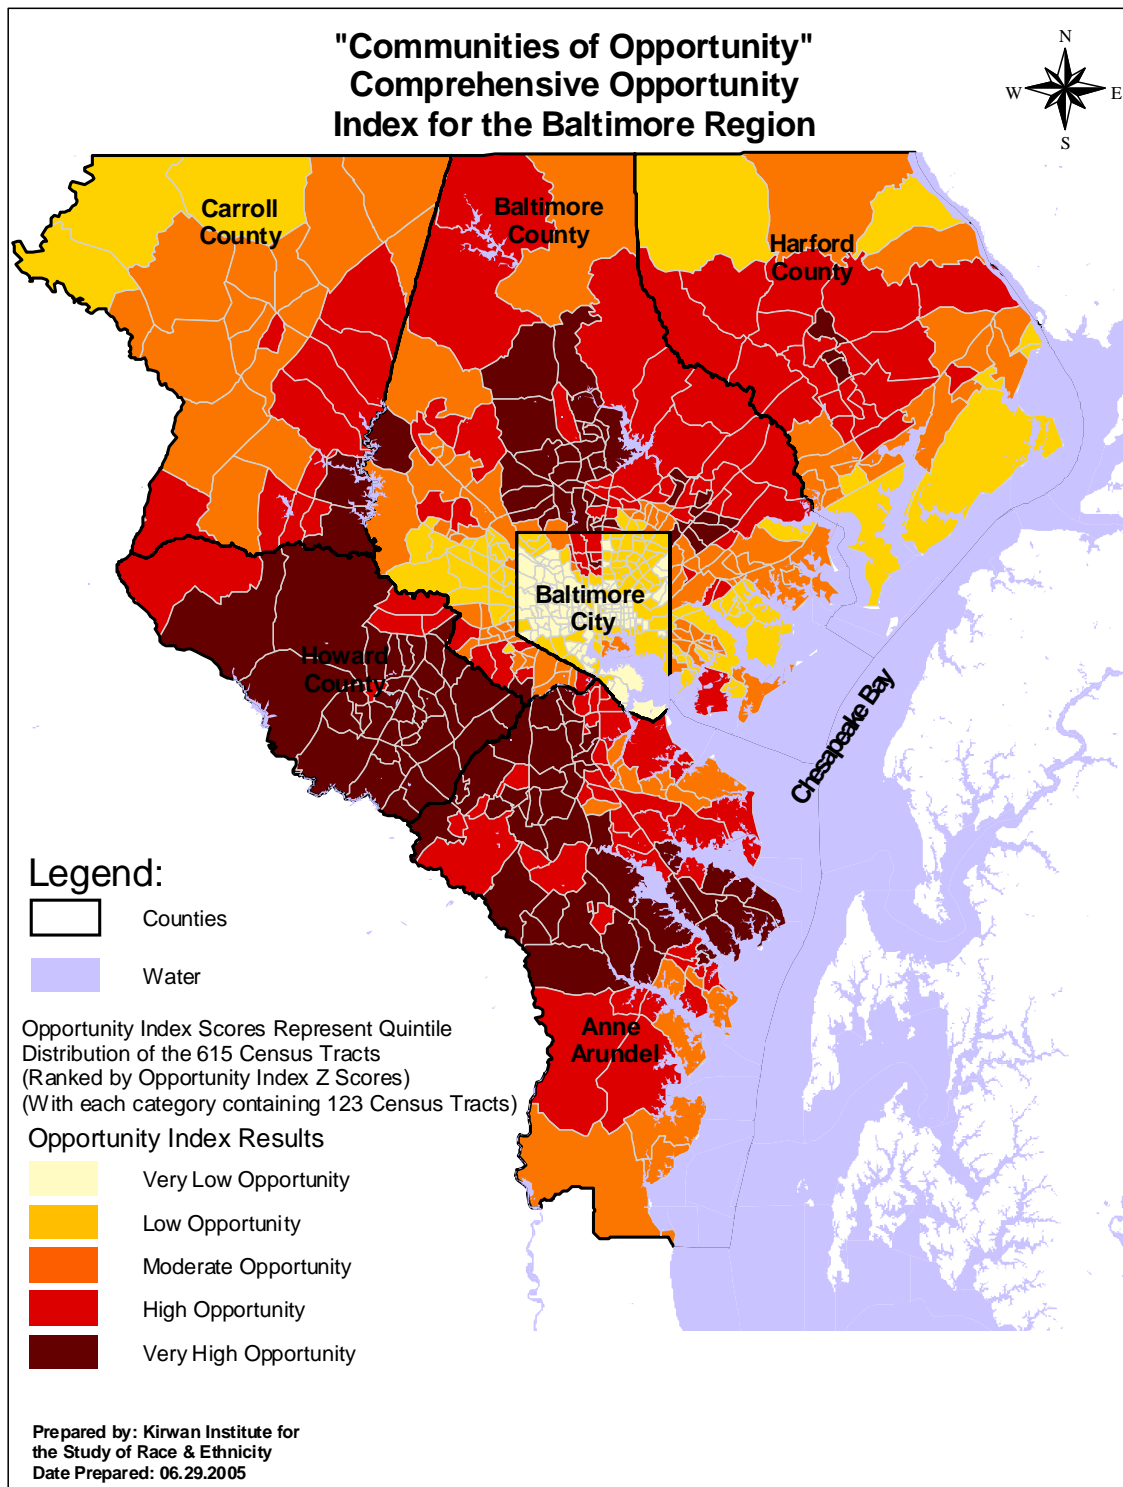 "Communities of Opportunity"
Comprehensive Opportunity
Index for the Baltimore Region
N
W
E
S
Carroll
County
Baltimore
County
Harford
County
Baltimore
City
Howard
County
Chesapeake Bay
Anne
Arundel
Legend:
Counties
Water
Opportunity Index Scores Represent Quintile
Distribution of the 615 Census Tracts
(Ranked by Opportunity Index Z Scores)
(With each category containing 123 Census Tracts)
Opportunity Index Results
Very Low Opportunity
Low Opportunity
Moderate Opportunity
High Opportunity
Very High Opportunity
Prepared by: Kirwan Institute for
the Study of Race & Ethnicity
Date Prepared: 06.29.2005